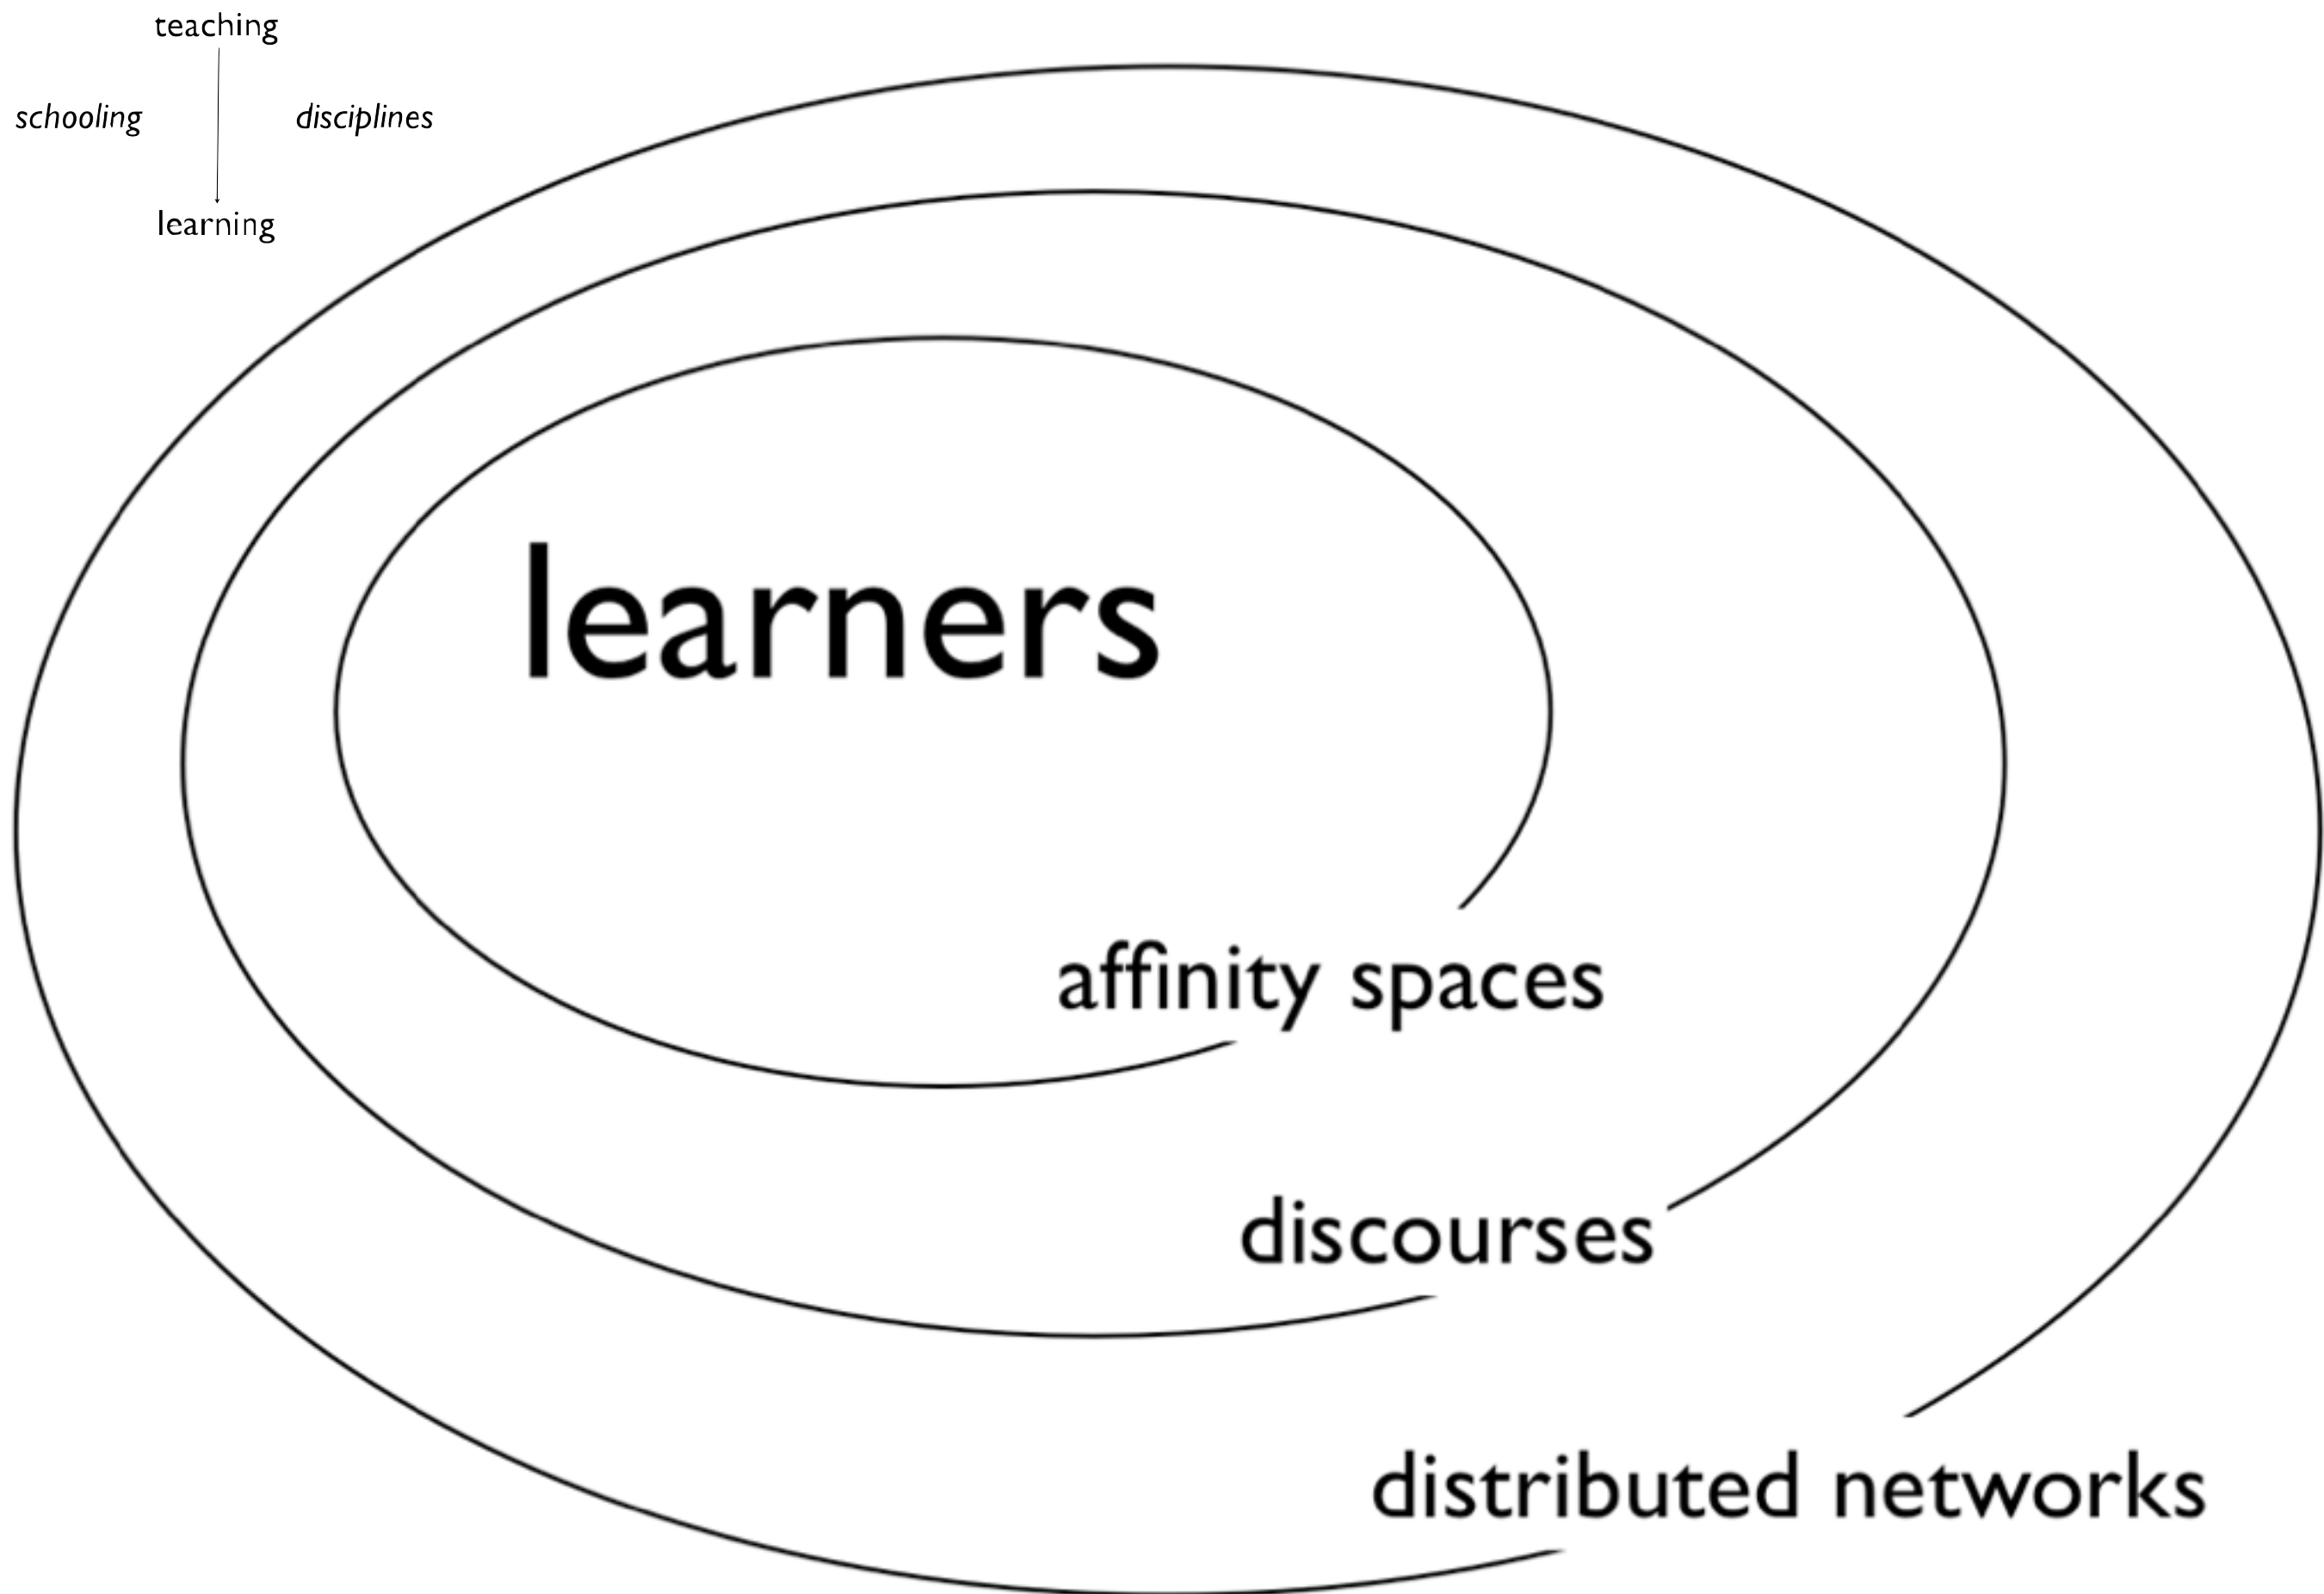 teaching
schooling disciplines
learning
learners
affinity spaces
discourses
distributed networks